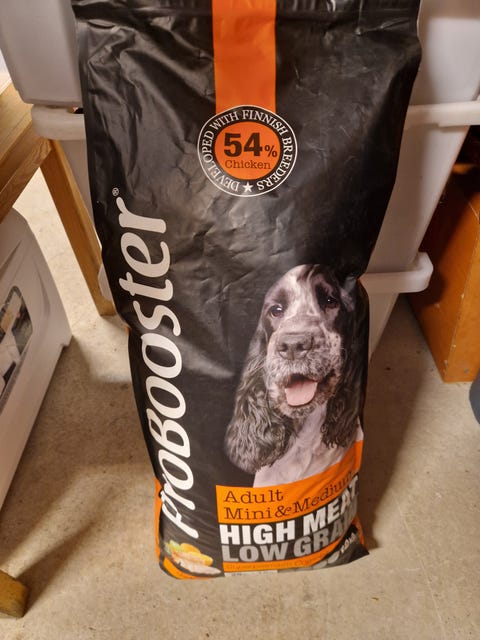 DEVELOPED WITH FINNISH BREEDERS
54%
Chicken
ProBooster®
Adult
Mini & Medium
HIGH MEAT
LOW GRAIN